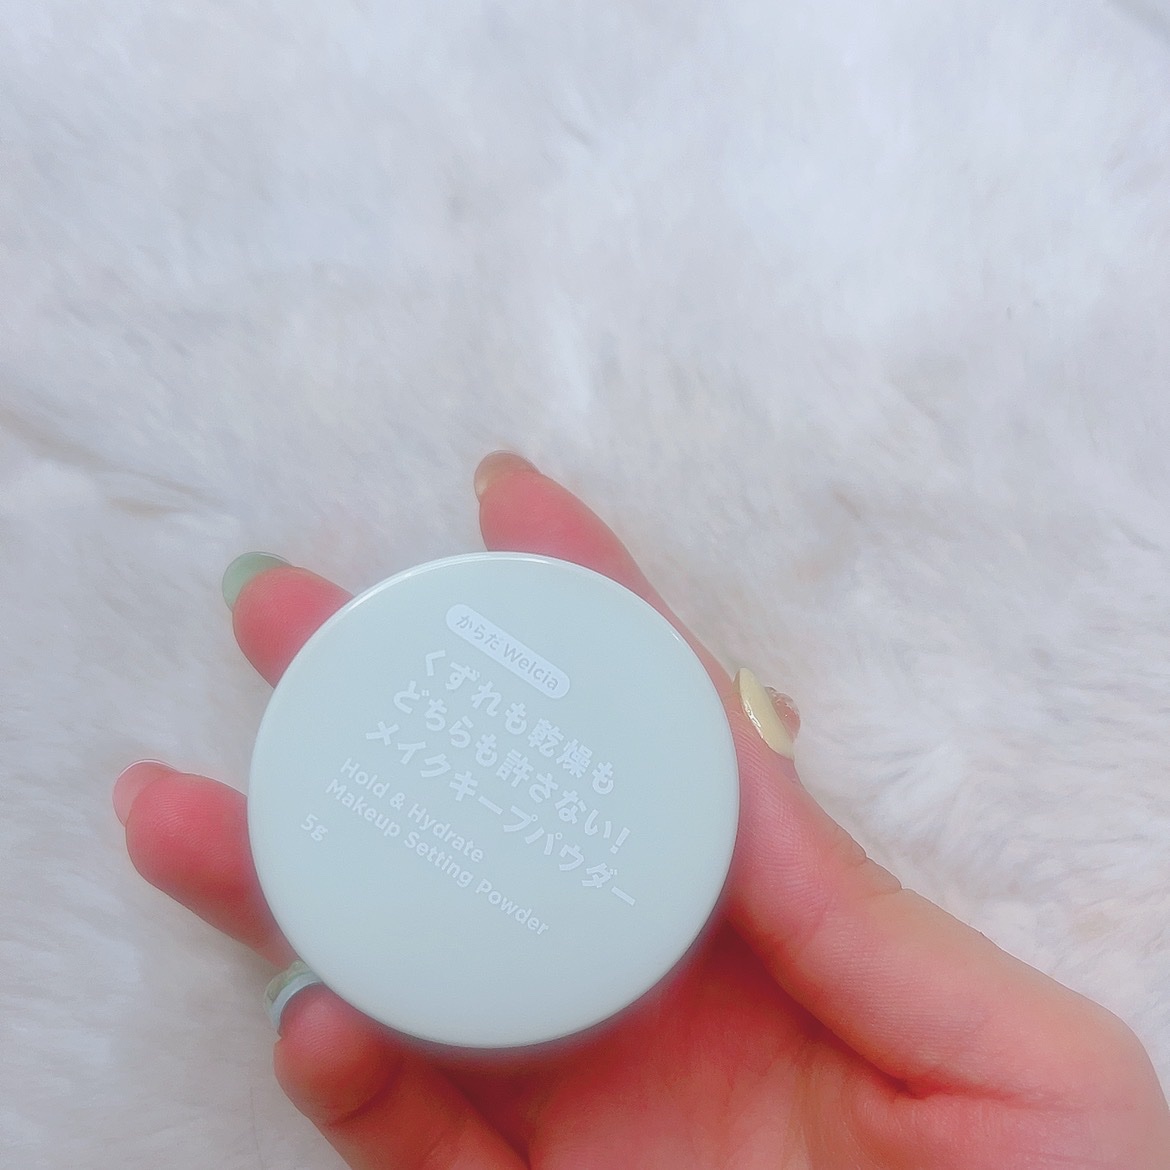 からだ Welcia
くずれも乾燥も
どちらも許さない!
メイクキープパウダー
Hold & Hydrate
Makeup Setting Powder
5g